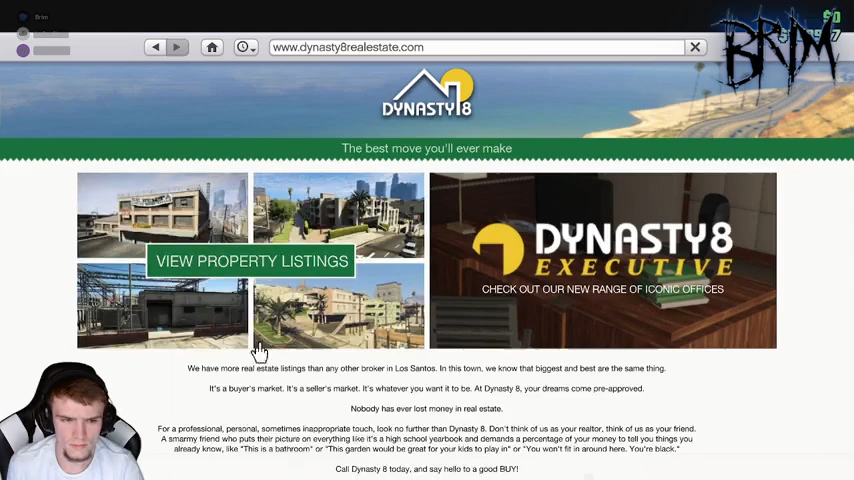 Brim
$0
www.dynasty8realestate.com
BRIM
DYNASTY 8
The best move you'll ever make
VIEW PROPERTY LISTINGS
DYNASTY 8
EXECUTIVE
CHECK OUT OUR NEW RANGE OF ICONIC OFFICES
We have more real estate listings than any other broker in Los Santos. In this town, we know that biggest and best are the same thing.
It's a buyer's market. It's a seller's market. It's whatever you want it to be. At Dynasty 8, your dreams come pre-approved.
Nobody has ever lost money in real estate.
For a professional, personal, sometimes inappropriate touch, look no further than Dynasty 8. Don't think of us as your realtor, think of us as your friend.
A smarmy friend who puts their picture on everything like it's a high school yearbook and demands a percentage of your money to tell you things you
already know, like "This is a bathroom" or "This garden would be great for your kids to play in" or "You won't fit in around here. You're black."
Call Dynasty 8 today, and say hello to a good BUY!